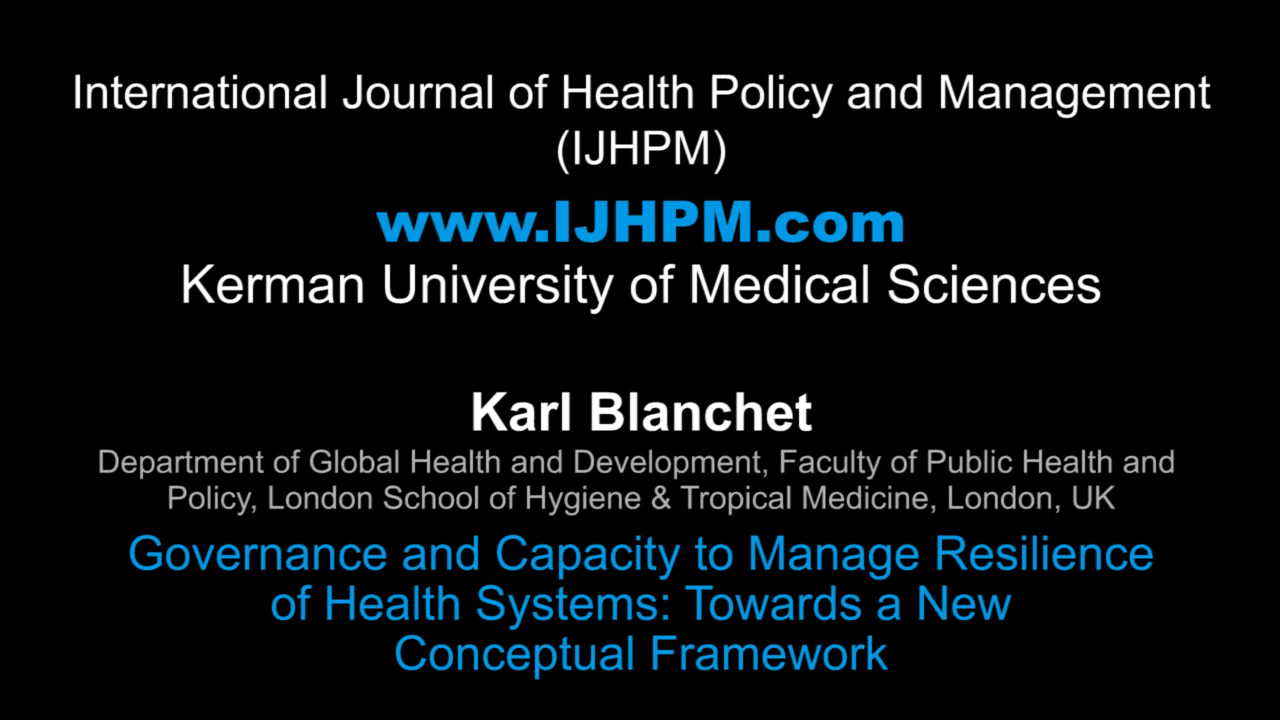 International Journal of Health Policy and Management
(IJHPM)
www.IJHPM.com
Kerman University of Medical Sciences
Karl Blanchet
Department of Global Health and Development, Faculty of Public Health and
Policy, London School of Hygiene & Tropical Medicine, London, UK
Governance and Capacity to Manage Resilience
of Health Systems: Towards a New
Conceptual Framework